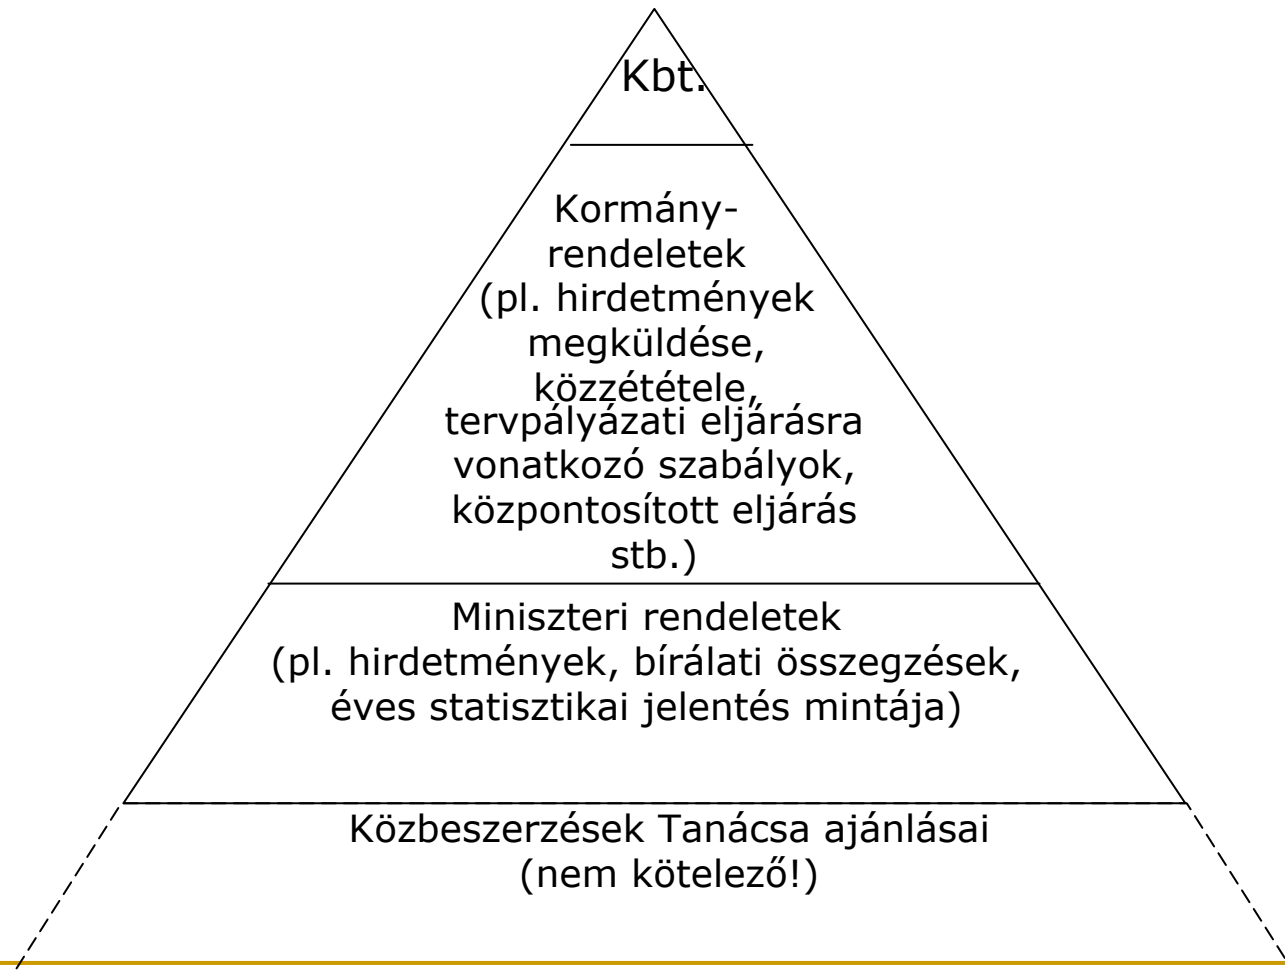 Kbt.
Kormány-
rendeletek
(pl. hirdetmények
megküldése,
közzététele,
tervpályázati eljárásra
vonatkozó szabályok,
központosított eljárás
stb.)
Miniszteri rendeletek
(pl. hirdetmények, bírálati összegzések,
éves statisztikai jelentés mintája)
Közbeszerzések Tanácsa ajánlásai
(nem kötelező!)